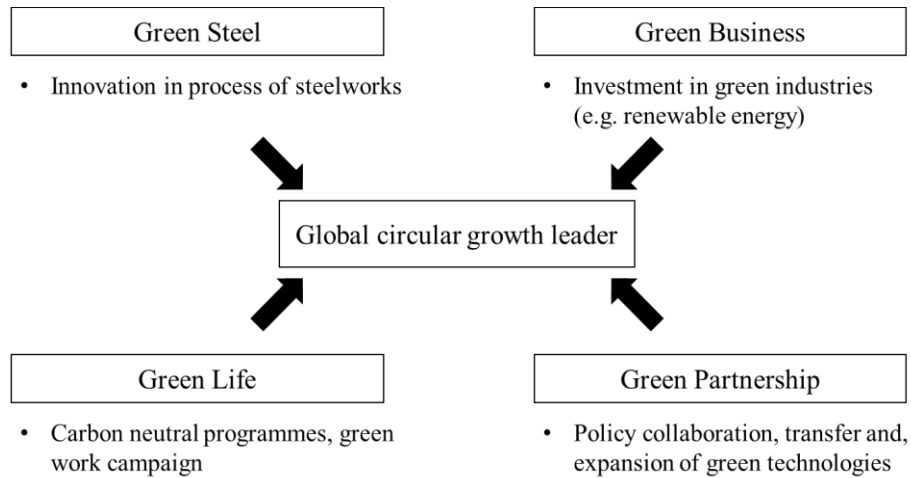 Green Steel
• Innovation in process of steelworks
Green Business
• Investment in green industries
(e.g. renewable energy)
Global circular growth leader
Green Life
• Carbon neutral programmes, green
work campaign
Green Partnership
• Policy collaboration, transfer and,
expansion of green technologies